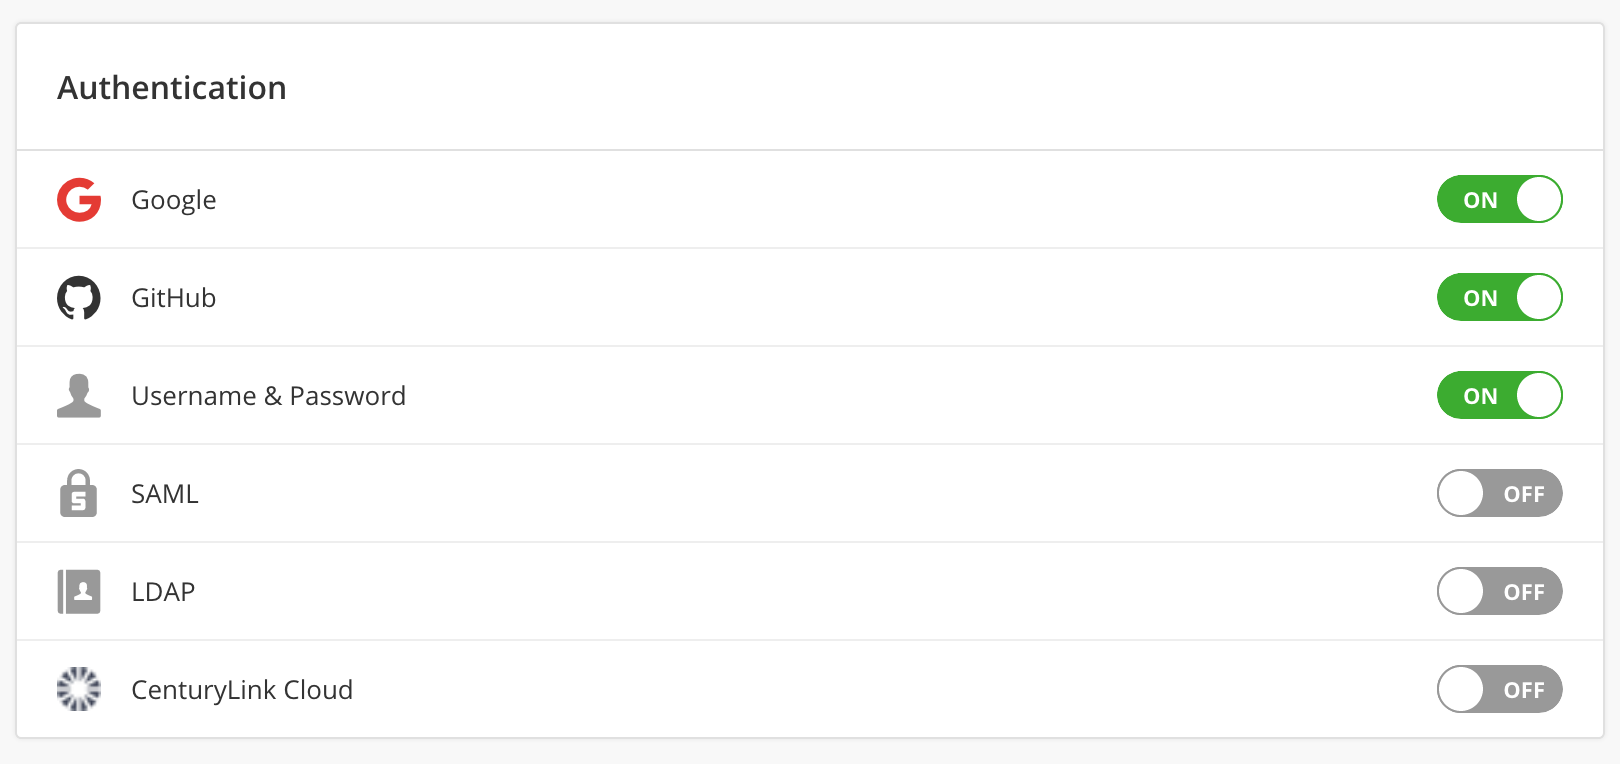 Authentication
Google ON
GitHub ON
Username & Password ON
S SAML OFF
LDAP OFF
CenturyLink Cloud OFF